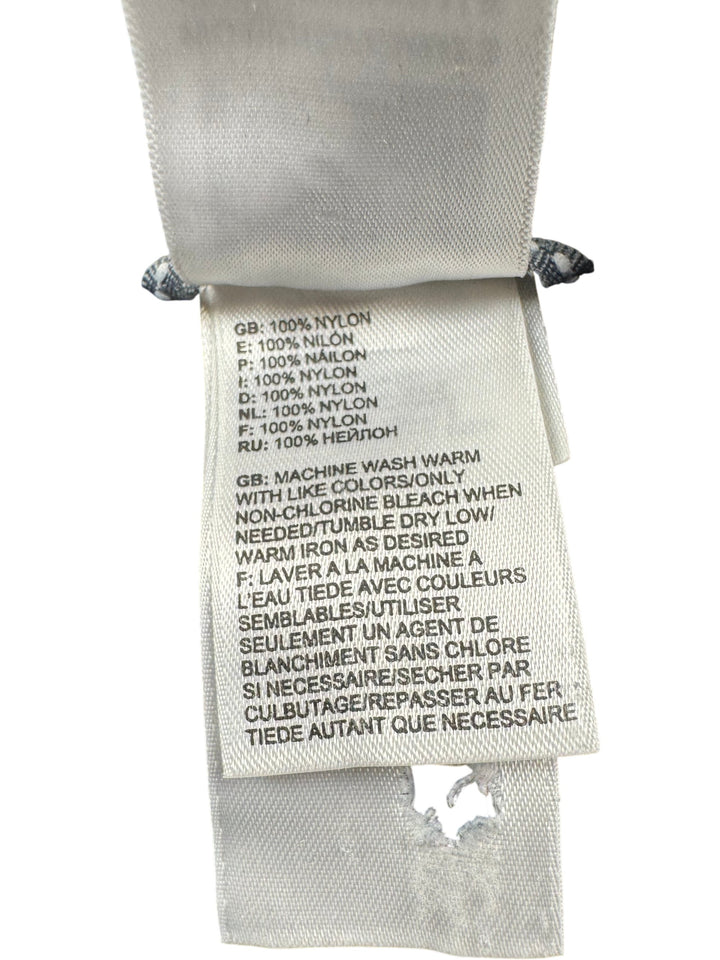 GB: 100% NYLON
E: 100% NILÓN
P: 100% NÁILON
I: 100% NYLON
D: 100% NYLON
NL: 100% NYLON
F: 100% NYLON
RU: 100% НЕЙЛОН
GB: MACHINE WASH WARM
WITH LIKE COLORS/ONLY
NON-CHLORINE BLEACH WHEN
NEEDED/TUMBLE DRY LOW/
WARM IRON AS DESIRED
F: LAVER A LA MACHINE A
L'EAU TIEDE AVEC COULEURS
SEMBLABLES/UTILISER
SEULEMENT UN AGENT DE
BLANCHIMENT SANS CHLORE
SI NECESSAIRE/SECHER PAR
CULBUTAGE/REPASSER AU FER
TIEDE AUTANT QUE NECESSAIRE